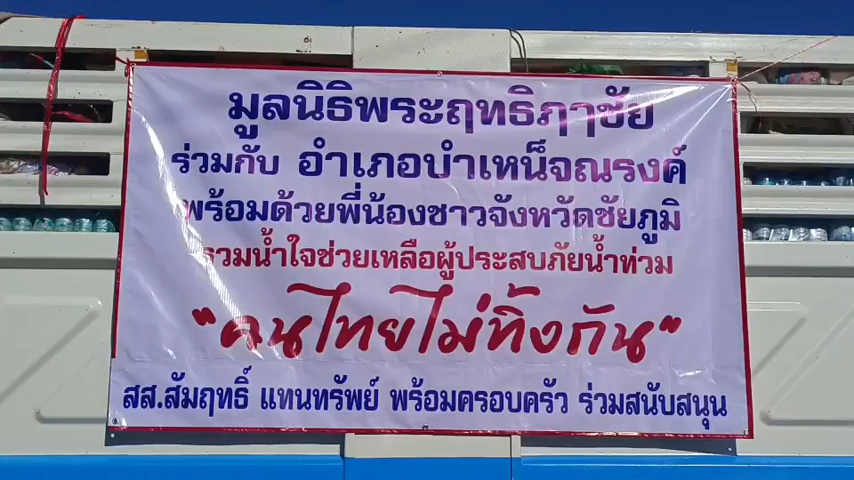 มูลนิธิพระฤทธิภาชัย
ร่วมกับ อำเภอบำเหน็จณรงค์
พร้อมด้วยพี่น้องชาวจังหวัดชัยภูมิ
รวมน้ำใจช่วยเหลือผู้ประสบภัยน้ำท่วม
"คนไทยไม่ทิ้งกัน"
สส.สัมฤทธิ์ แทนทรัพย์ พร้อมครอบครัว ร่วมสนับสนุน